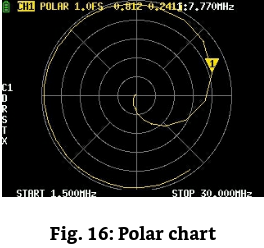 CH1 POLAR 1.0FS 0.812 0.241j 7.770MHz
1
C1
D
R
S
T
X
START 1.500MHz STOP 30.000MHz
Fig. 16: Polar chart